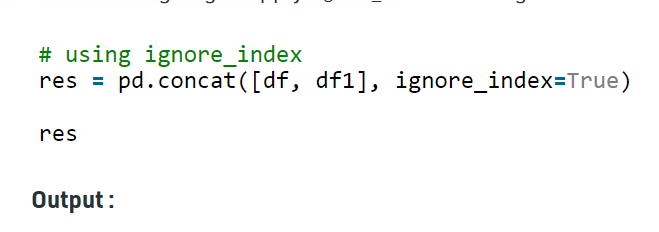 # using ignore_index
res = pd.concat([df, df1], ignore_index=True)
res
Output: